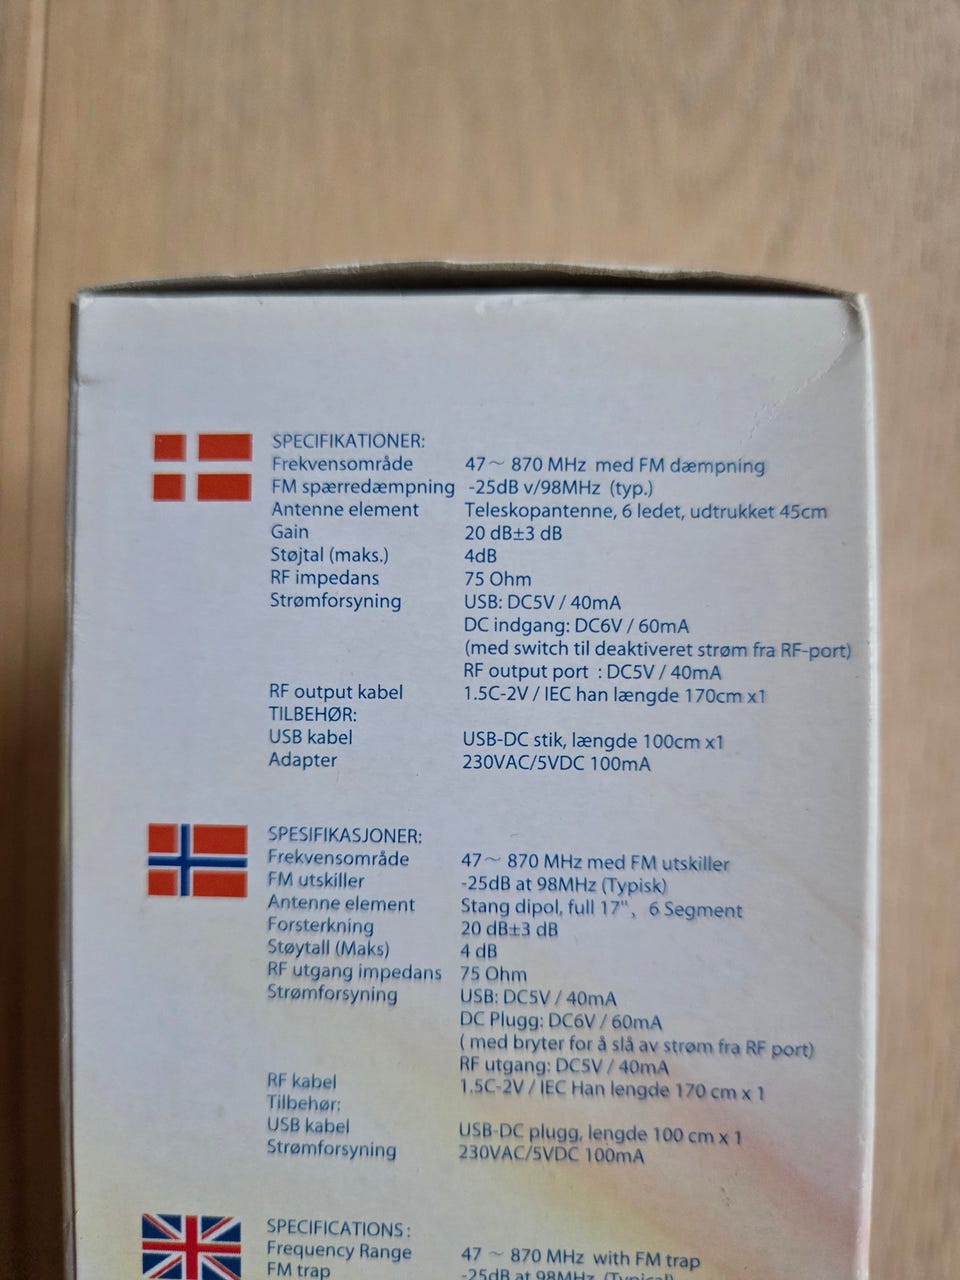 SPECIFIKATIONER:
Frekvensområde 47~ 870 MHz med FM dæmpning
FM spærredæmpning -25dB v/98MHz (typ.)
Antenne element Teleskopantenne, 6 ledet, udtrukket 45cm
Gain 20 dB±3 dB
Støjtal (maks.) 4dB
RF impedans 75 Ohm
Strømforsyning USB: DC5V / 40mA
DC indgang: DC6V / 60mA
(med switch til deaktiveret strøm fra RF-port)
RF output port : DC5V / 40mA
RF output kabel 1.5C-2V / IEC han længde 170cm x1
TILBEHØR:
USB kabel USB-DC stik, længde 100cm x1
Adapter 230VAC/5VDC 100mA
SPESIFIKASJONER:
Frekvensområde 47~ 870 MHz med FM utskiller
FM utskiller -25dB at 98MHz (Typisk)
Antenne element Stang dipol, full 17", 6 Segment
Forsterkning 20 dB±3 dB
Støytall (Maks) 4 dB
RF utgang impedans 75 Ohm
Strømforsyning USB: DC5V / 40mA
DC Plugg: DC6V / 60mA
( med bryter for å slå av strøm fra RF port)
RF utgang: DC5V / 40mA
RF kabel 1.5C-2V / IEC Han lengde 170 cm x 1
Tilbehør:
USB kabel USB-DC plugg, lengde 100 cm x 1
Strømforsyning 230VAC/5VDC 100mA
SPECIFICATIONS:
Frequency Range 47 ~ 870 MHz with FM trap
FM trap -25dB at 98MHz (Typical)